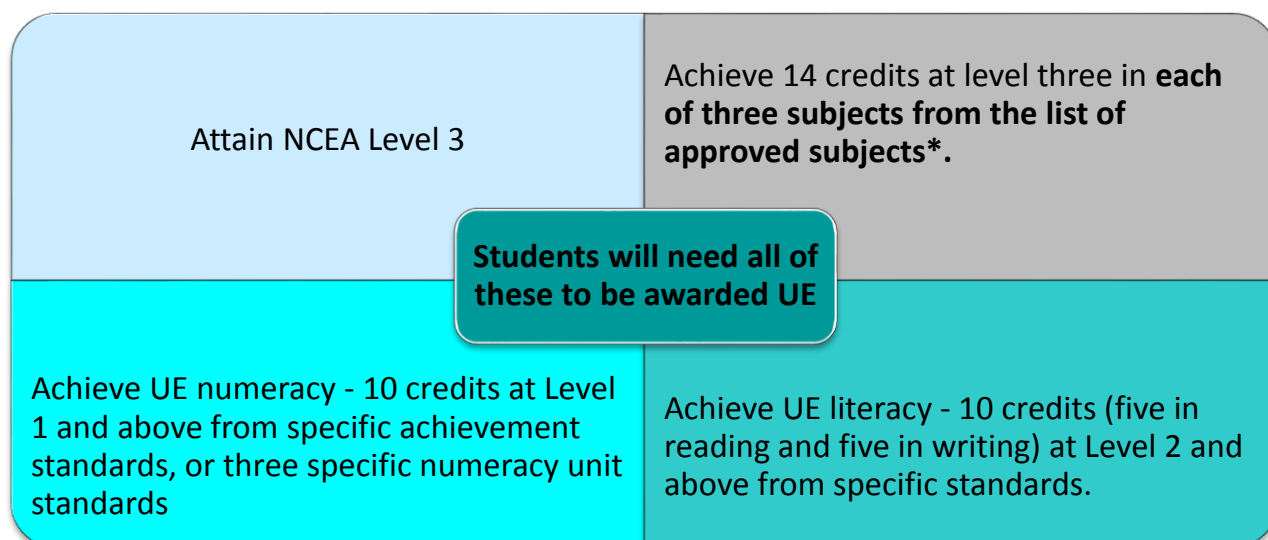 Attain NCEA Level 3
Achieve 14 credits at level three in each
of three subjects from the list of
approved subjects*.
Students will need all of
these to be awarded UE
Achieve UE numeracy - 10 credits at Level
1 and above from specific achievement
standards, or three specific numeracy unit
standards
Achieve UE literacy - 10 credits (five in
reading and five in writing) at Level 2 and
above from specific standards.